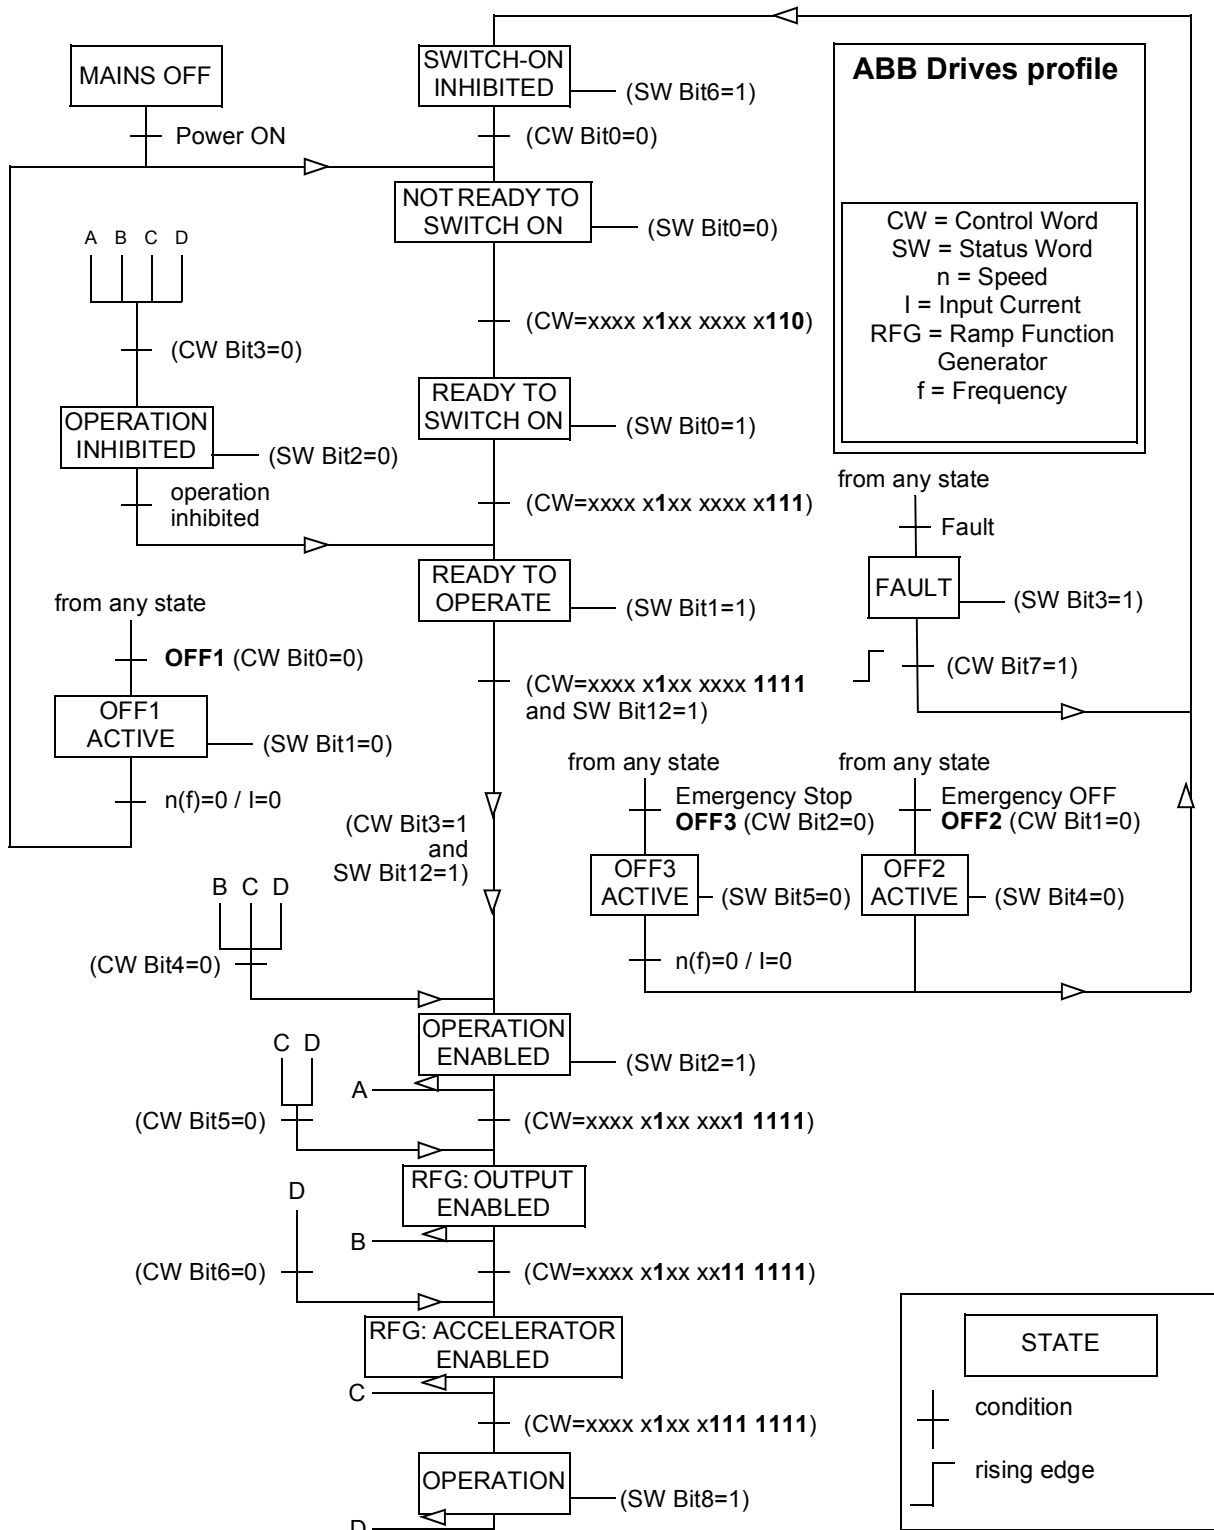 SWITCH-ON
INHIBITED
(SW Bit6=1)
(CW Bit0=0)
MAINS OFF
Power ON
ABB Drives profile
CW = Control Word
SW = Status Word
n = Speed
I = Input Current
RFG = Ramp Function
Generator
f = Frequency
NOT READY TO
SWITCH ON
(SW Bit0=0)
A B C D
(CW Bit3=0)
(CW=xxxx x1xx xxxx x110)
OPERATION
INHIBITED
(SW Bit2=0)
operation
inhibited
READY TO
SWITCH ON
(SW Bit0=1)
(CW=xxxx x1xx xxxx x111)
from any state
Fault
FAULT
(SW Bit3=1)
(CW Bit7=1)
READY TO
OPERATE
(SW Bit1=1)
from any state
OFF1 (CW Bit0=0)
OFF1
ACTIVE
(SW Bit1=0)
n(f)=0 / I=0
(CW=xxxx x1xx xxxx 1111
and SW Bit12=1)
(CW Bit3=1
and
SW Bit12=1)
from any state
Emergency Stop
OFF3 (CW Bit2=0)
OFF3
ACTIVE
(SW Bit5=0)
n(f)=0 / I=0
from any state
Emergency OFF
OFF2 (CW Bit1=0)
OFF2
ACTIVE
(SW Bit4=0)
B C D
(CW Bit4=0)
OPERATION
ENABLED
(SW Bit2=1)
C D
A
(CW Bit5=0)
(CW=xxxx x1xx xxx1 1111)
RFG: OUTPUT
ENABLED
D
B
(CW Bit6=0)
(CW=xxxx x1xx xx11 1111)
RFG: ACCELERATOR
ENABLED
C
(CW=xxxx x1xx x111 1111)
OPERATION
(SW Bit8=1)
D
STATE
condition
rising edge